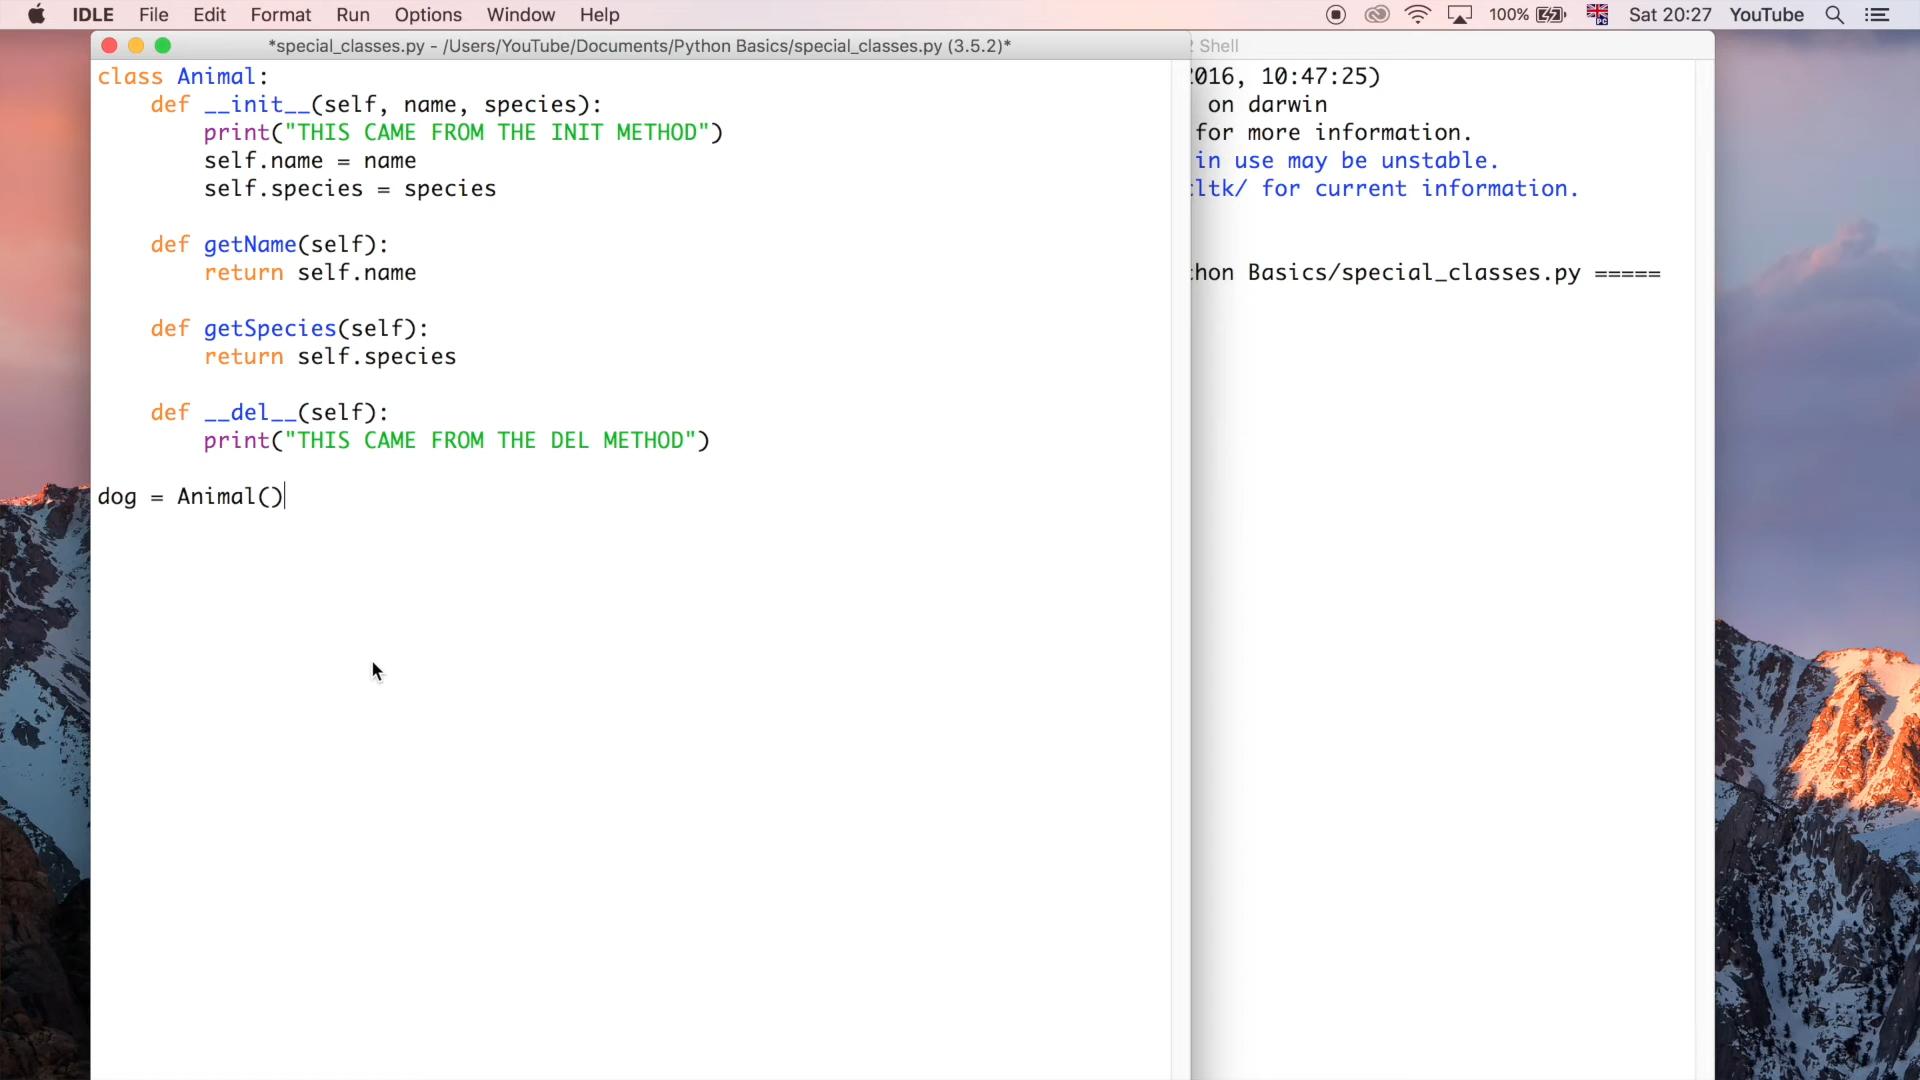 IDLE File Edit Format Run Options Window Help 100% Sat 20:27 YouTube
*special_classes.py - /Users/YouTube/Documents/Python Basics/special_classes.py (3.5.2)*
class Animal:
def __init__(self, name, species):
print("THIS CAME FROM THE INIT METHOD")
self.name = name
self.species = species
def getName(self):
return self.name
def getSpecies(self):
return self.species
def __del__(self):
print("THIS CAME FROM THE DEL METHOD")
dog = Animal()
Shell
2016, 10:47:25)
on darwin
for more information.
in use may be unstable.
cltk/ for current information.
thon Basics/special_classes.py =====